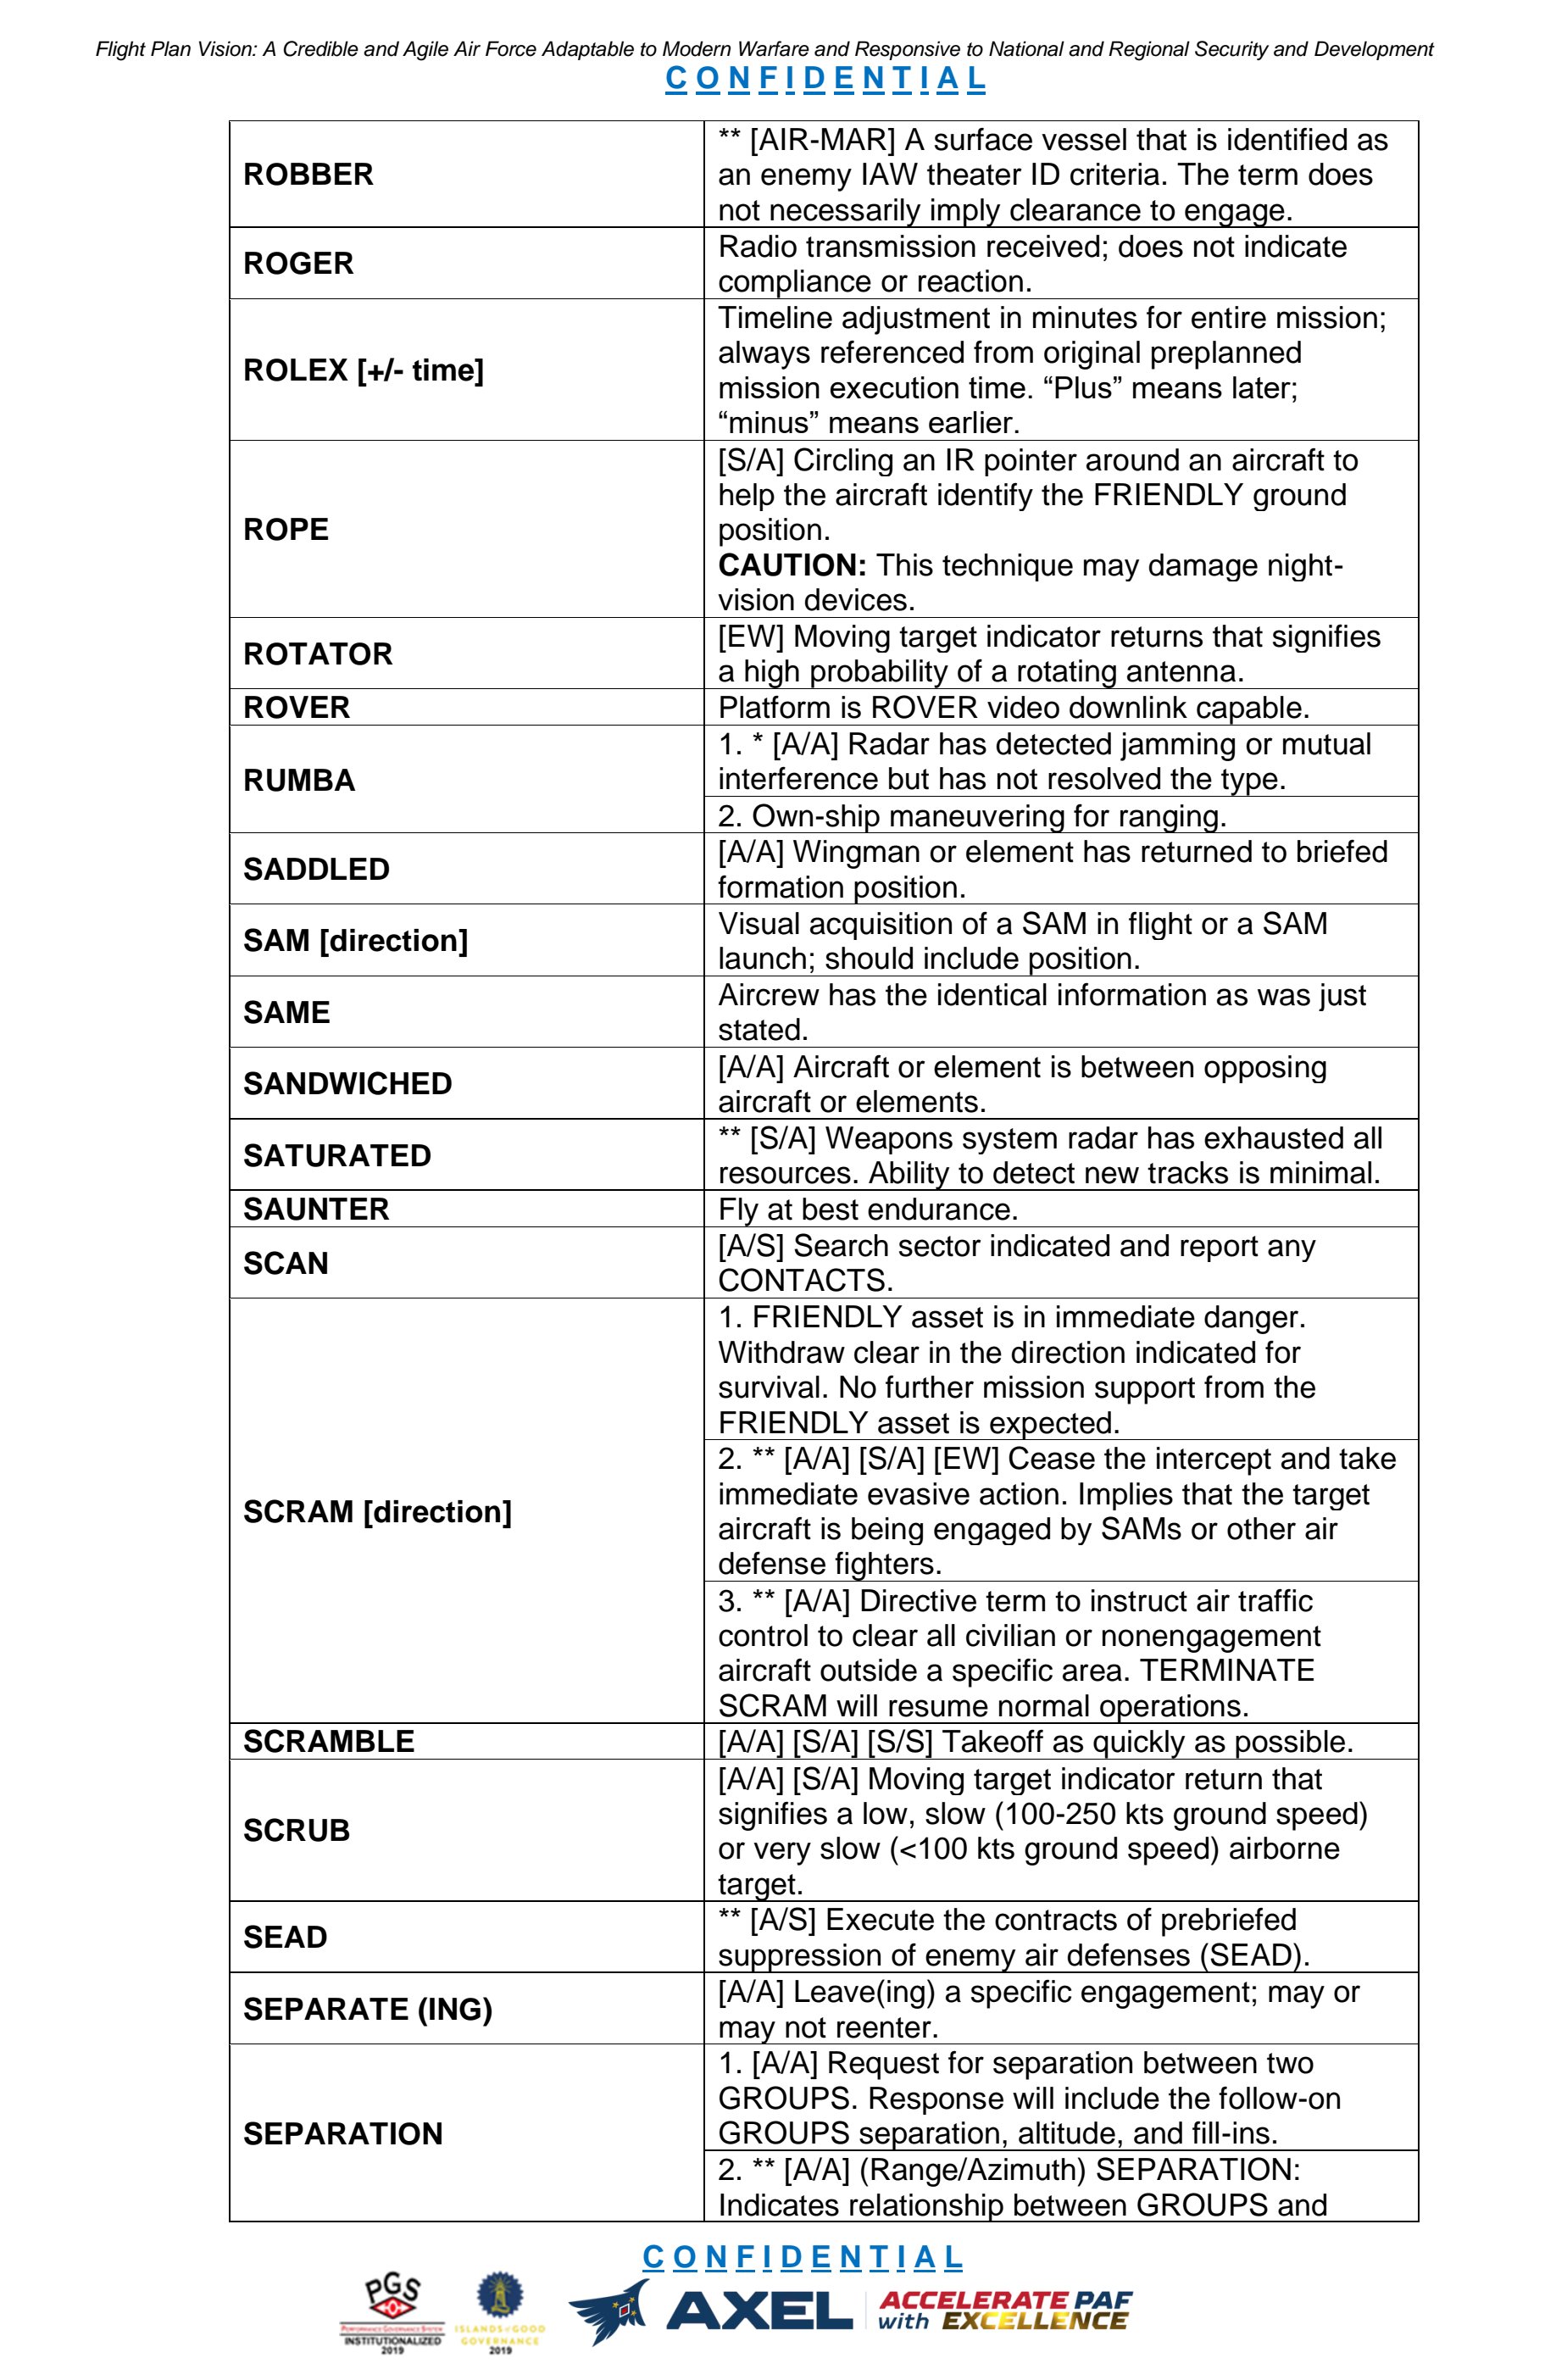 Flight Plan Vision: A Credible and Agile Air Force Adaptable to Modern Warfare and Responsive to National and Regional Security and Development
CONFIDENTIAL
ROBBER
** [AIR-MAR] A surface vessel that is identified as
an enemy IAW theater ID criteria. The term does
not necessarily imply clearance to engage.
ROGER
Radio transmission received; does not indicate
compliance or reaction.
ROLEX [+/- time]
Timeline adjustment in minutes for entire mission;
always referenced from original preplanned
mission execution time. “Plus” means later;
“minus” means earlier.
ROPE
[S/A] Circling an IR pointer around an aircraft to
help the aircraft identify the FRIENDLY ground
position.
CAUTION: This technique may damage night-
vision devices.
ROTATOR
[EW] Moving target indicator returns that signifies
a high probability of a rotating antenna.
ROVER
Platform is ROVER video downlink capable.
RUMBA
1. * [A/A] Radar has detected jamming or mutual
interference but has not resolved the type.
2. Own-ship maneuvering for ranging.
SADDLED
[A/A] Wingman or element has returned to briefed
formation position.
SAM [direction]
Visual acquisition of a SAM in flight or a SAM
launch; should include position.
SAME
Aircrew has the identical information as was just
stated.
SANDWICHED
[A/A] Aircraft or element is between opposing
aircraft or elements.
SATURATED
** [S/A] Weapons system radar has exhausted all
resources. Ability to detect new tracks is minimal.
SAUNTER
Fly at best endurance.
SCAN
[A/S] Search sector indicated and report any
CONTACTS.
SCRAM [direction]
1. FRIENDLY asset is in immediate danger.
Withdraw clear in the direction indicated for
survival. No further mission support from the
FRIENDLY asset is expected.
2. ** [A/A] [S/A] [EW] Cease the intercept and take
immediate evasive action. Implies that the target
aircraft is being engaged by SAMs or other air
defense fighters.
3. ** [A/A] Directive term to instruct air traffic
control to clear all civilian or nonengagement
aircraft outside a specific area. TERMINATE
SCRAM will resume normal operations.
SCRAMBLE
[A/A] [S/A] [S/S] Takeoff as quickly as possible.
SCRUB
[A/A] [S/A] Moving target indicator return that
signifies a low, slow (100-250 kts ground speed)
or very slow (<100 kts ground speed) airborne
target.
SEAD
** [A/S] Execute the contracts of prebriefed
suppression of enemy air defenses (SEAD).
SEPARATE (ING)
[A/A] Leave(ing) a specific engagement; may or
may not reenter.
SEPARATION
1. [A/A] Request for separation between two
GROUPS. Response will include the follow-on
GROUPS separation, altitude, and fill-ins.
2. ** [A/A] (Range/Azimuth) SEPARATION:
Indicates relationship between GROUPS and
CONFIDENTIAL
PGS
PERFORMANCE GOVERNANCE SYSTEM
INSTITUTIONALIZED
2019
ISLANDS of GOOD
GOVERNANCE
2019
AXEL
ACCELERATE PAF
with EXCELLENCE